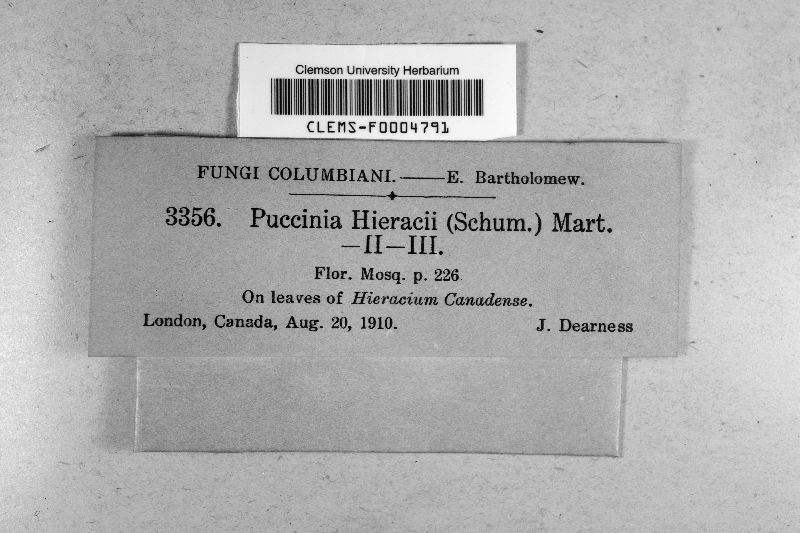 Clemson University Herbarium
CLEMS-F0004791
FUNGI COLUMBIANI.——E. Bartholomew.
3356. Puccinia Hieracii (Schum.) Mart.
—II—III.
Flor. Mosq. p. 226
On leaves of Hieracium Canadense.
London, Canada, Aug. 20, 1910. J. Dearness